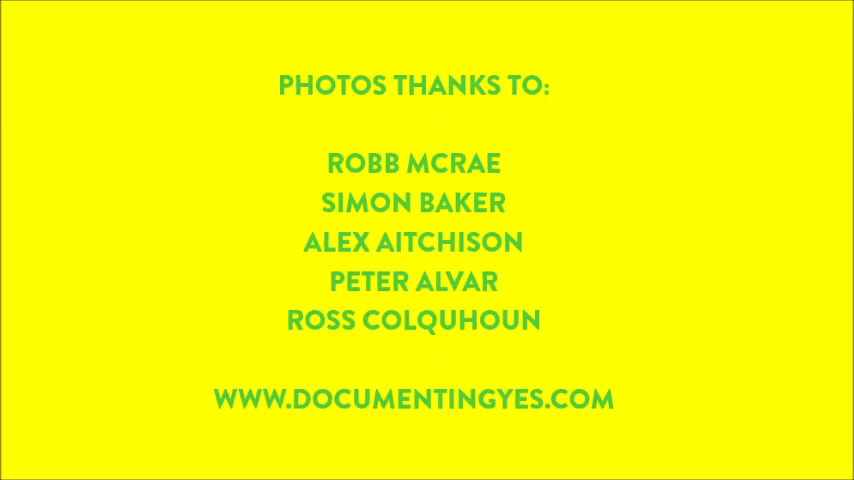 PHOTOS THANKS TO:
ROBB MCRAE
SIMON BAKER
ALEX AITCHISON
PETER ALVAR
ROSS COLQUHOUN
WWW.DOCUMENTINGYES.COM